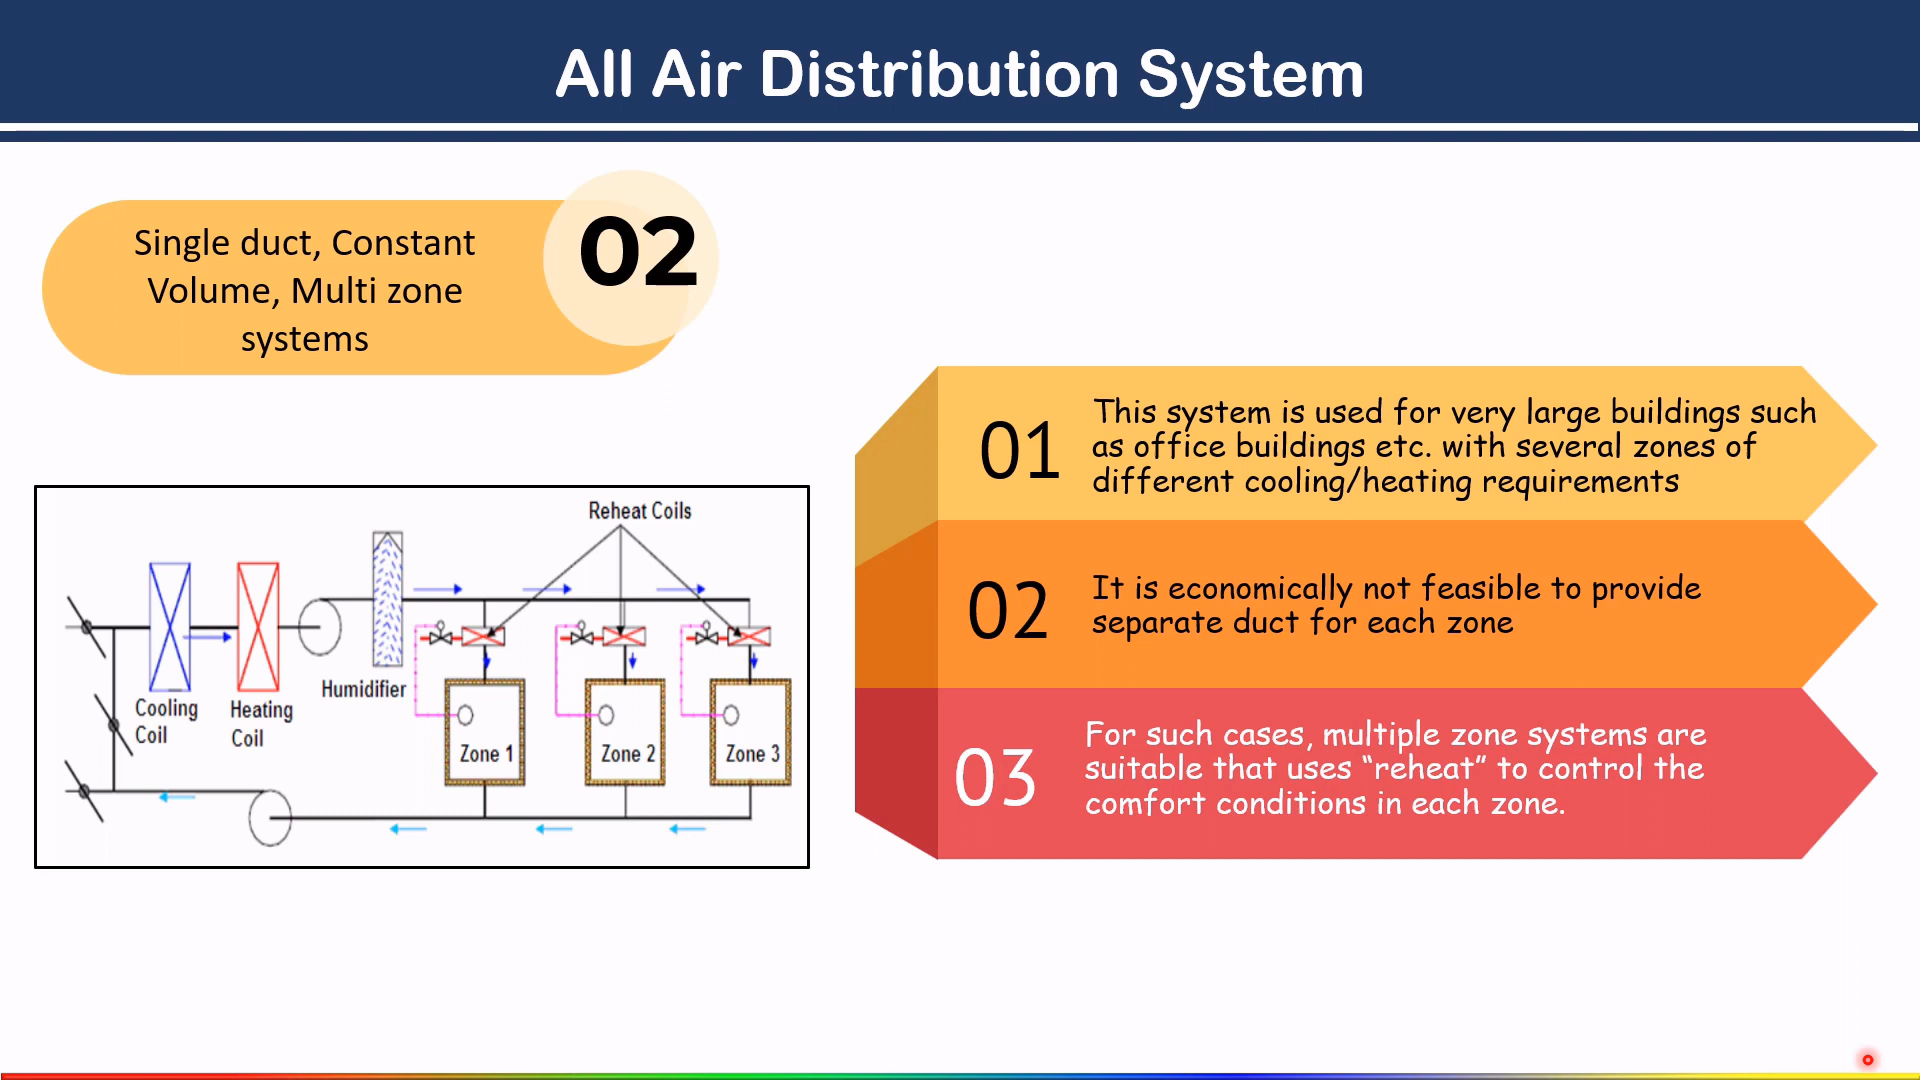 All Air Distribution System
Single duct, Constant
Volume, Multi zone
systems
02
Reheat Coils
Humidifier
Cooling
Coil
Heating
Coil
Zone 1
Zone 2
Zone 3
01
This system is used for very large buildings such
as office buildings etc. with several zones of
different cooling/heating requirements
02
It is economically not feasible to provide
separate duct for each zone
03
For such cases, multiple zone systems are
suitable that uses “reheat” to control the
comfort conditions in each zone.